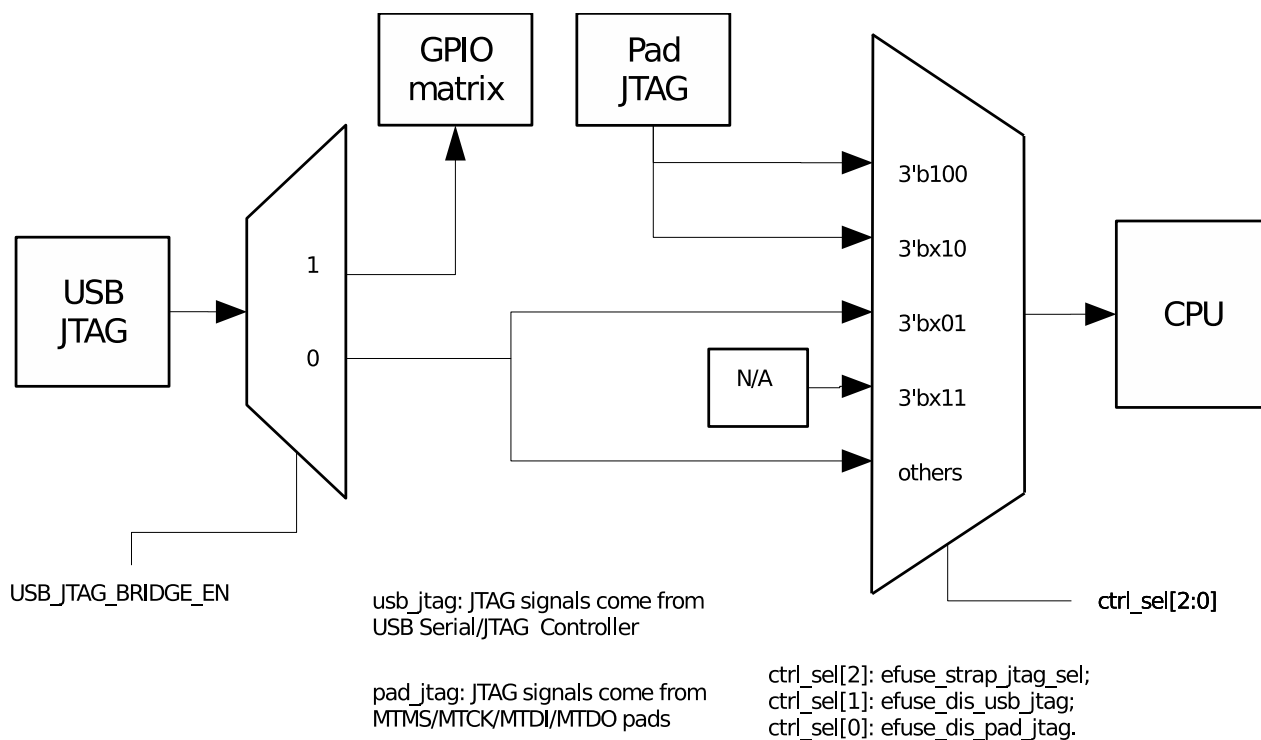 GPIO
matrix
Pad
JTAG
3'b100
3'bx10
1
USB
JTAG
3'bx01
CPU
0
N/A
3'bx11
others
USB_JTAG_BRIDGE_EN
ctrl_sel[2:0]
usb_jtag: JTAG signals come from
USB Serial/JTAG Controller
pad_jtag: JTAG signals come from
MTMS/MTCK/MTDI/MTDO pads
ctrl_sel[2]: efuse_strap_jtag_sel;
ctrl_sel[1]: efuse_dis_usb_jtag;
ctrl_sel[0]: efuse_dis_pad_jtag.